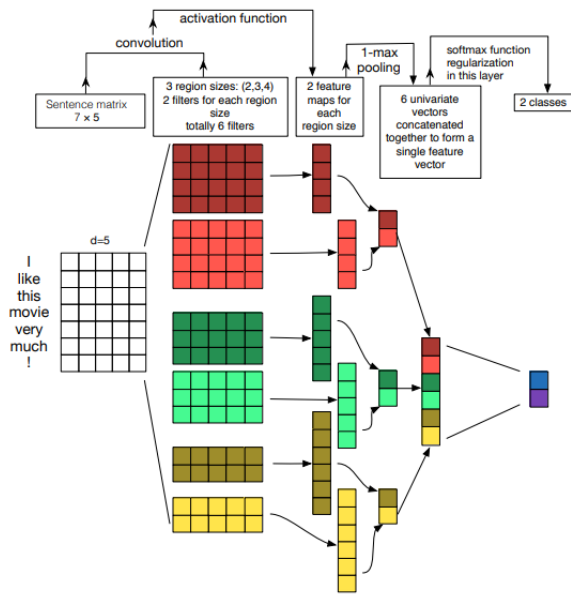 activation function
convolution
1-max
pooling
softmax function
regularization
in this layer
Sentence matrix
7 × 5
3 region sizes: (2,3,4)
2 filters for each region
size
totally 6 filters
2 feature
maps for
each
region size
6 univariate
vectors
concatenated
together to form a
single feature
vector
2 classes
d=5
I
like
this
movie
very
much
!